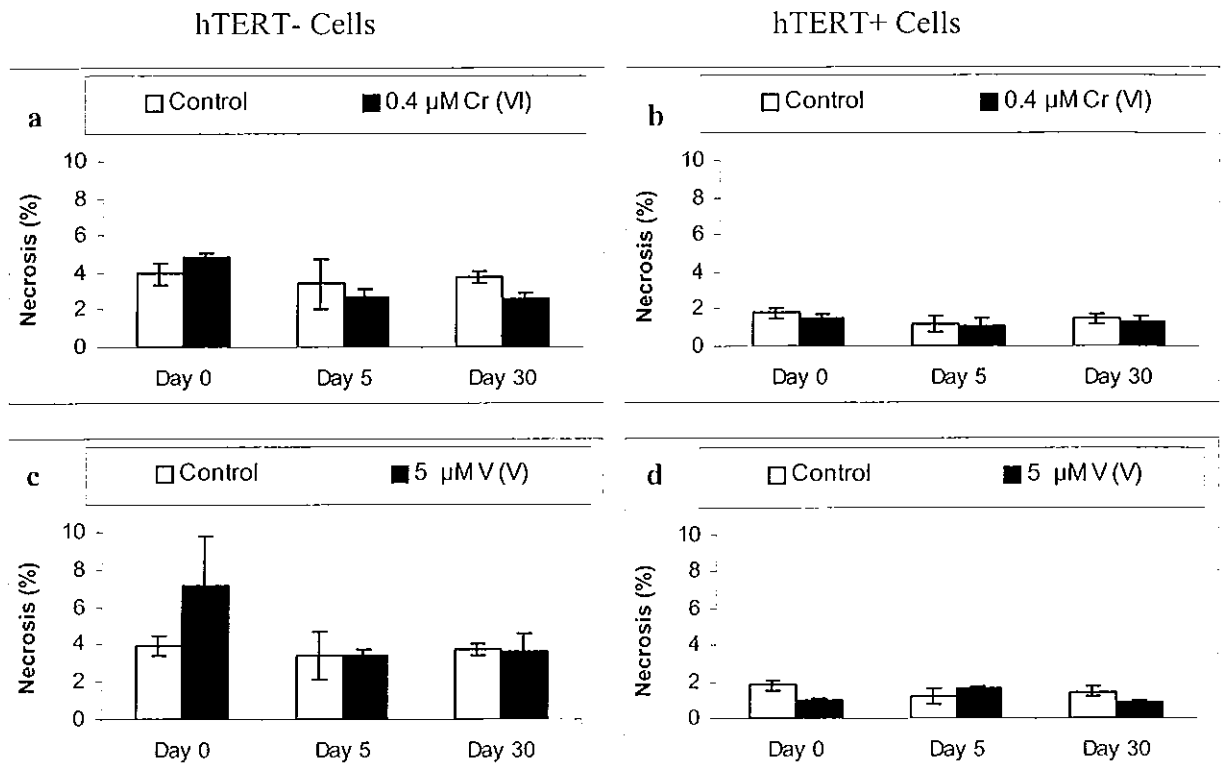 hTERT- Cells
hTERT+ Cells
a
Control
0.4 µM Cr (VI)
Necrosis (%)
10
8
6
4
2
0
Day 0
Day 5
Day 30
b
Control
0.4 µM Cr (VI)
Necrosis (%)
10
8
6
4
2
0
Day 0
Day 5
Day 30
c
Control
5 µM V (V)
Necrosis (%)
10
8
6
4
2
0
Day 0
Day 5
Day 30
d
Control
5 µM V (V)
Necrosis (%)
10
8
6
4
2
0
Day 0
Day 5
Day 30